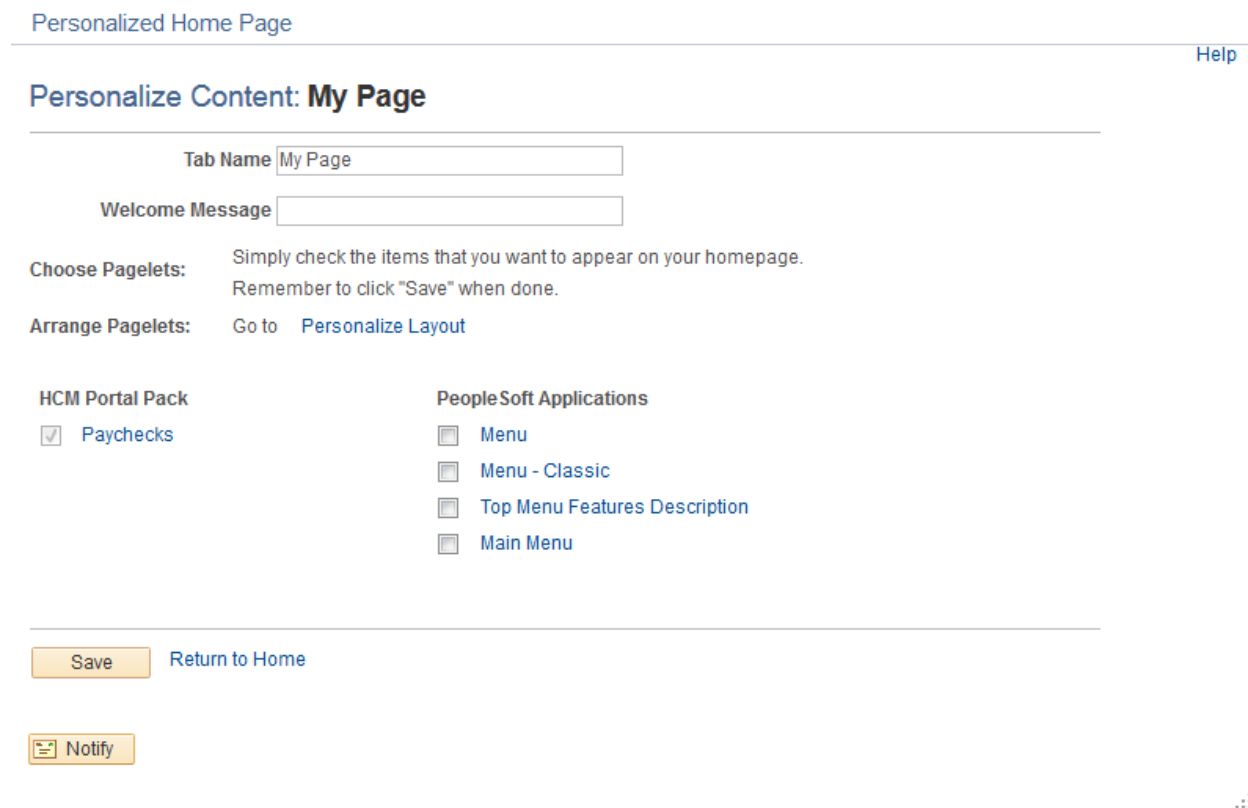 Personalized Home Page
Help
Personalize Content: My Page
Tab Name My Page
Welcome Message
Choose Pagelets: Simply check the items that you want to appear on your homepage.
Remember to click "Save" when done.
Arrange Pagelets: Go to Personalize Layout
HCM Portal Pack
Paychecks
PeopleSoft Applications
Menu
Menu - Classic
Top Menu Features Description
Main Menu
Save Return to Home
Notify